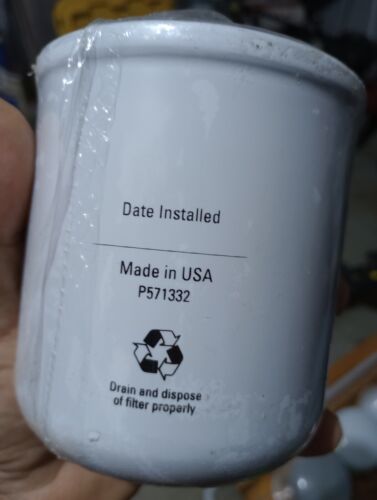 Date Installed
Made in USA
P571332
Drain and dispose
of filter properly